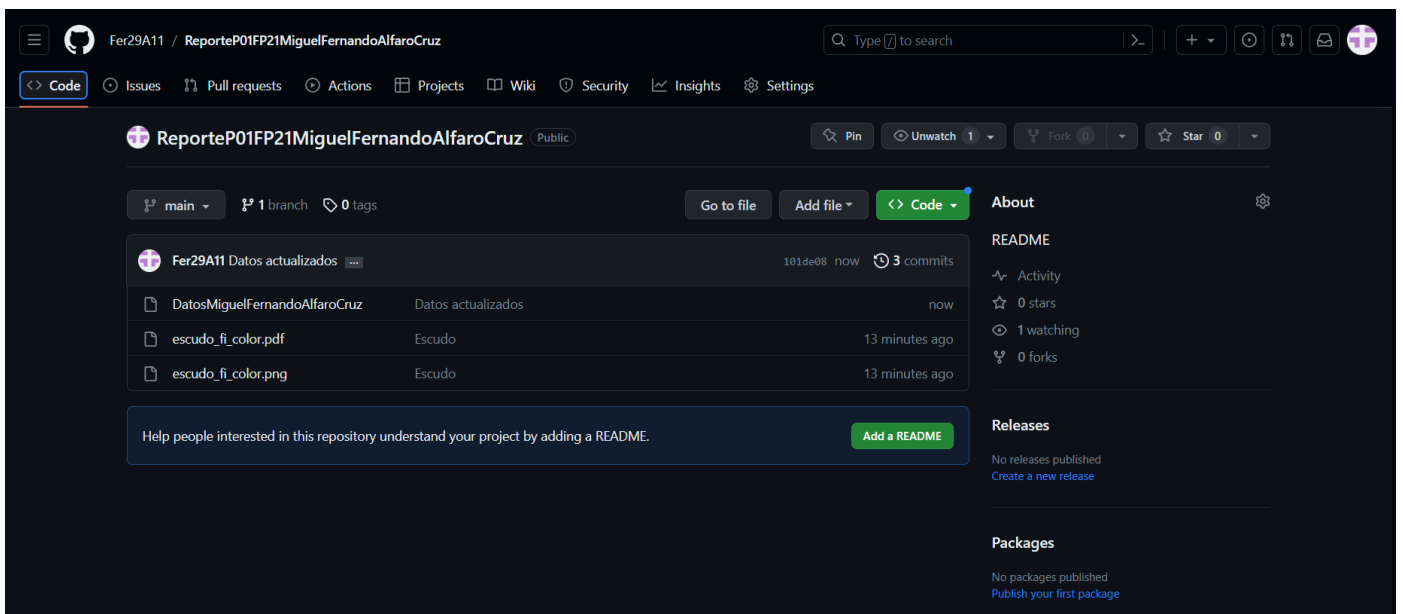 Fer29A11 / ReporteP01FP21MiguelFernandoAlfaroCruz
Type / to search
Code Issues Pull requests Actions Projects Wiki Security Insights Settings
ReporteP01FP21MiguelFernandoAlfaroCruz Public
Pin Unwatch 1 Fork 0 Star 0
main 1 branch 0 tags Go to file Add file Code
Fer29A11 Datos actualizados ... 101de08 now 3 commits
DatosMiguelFernandoAlfaroCruz Datos actualizados now
escudo_fi_color.pdf Escudo 13 minutes ago
escudo_fi_color.png Escudo 13 minutes ago
Help people interested in this repository understand your project by adding a README. Add a README
About
README
Activity
0 stars
1 watching
0 forks
Releases
No releases published
Create a new release
Packages
No packages published
Publish your first package